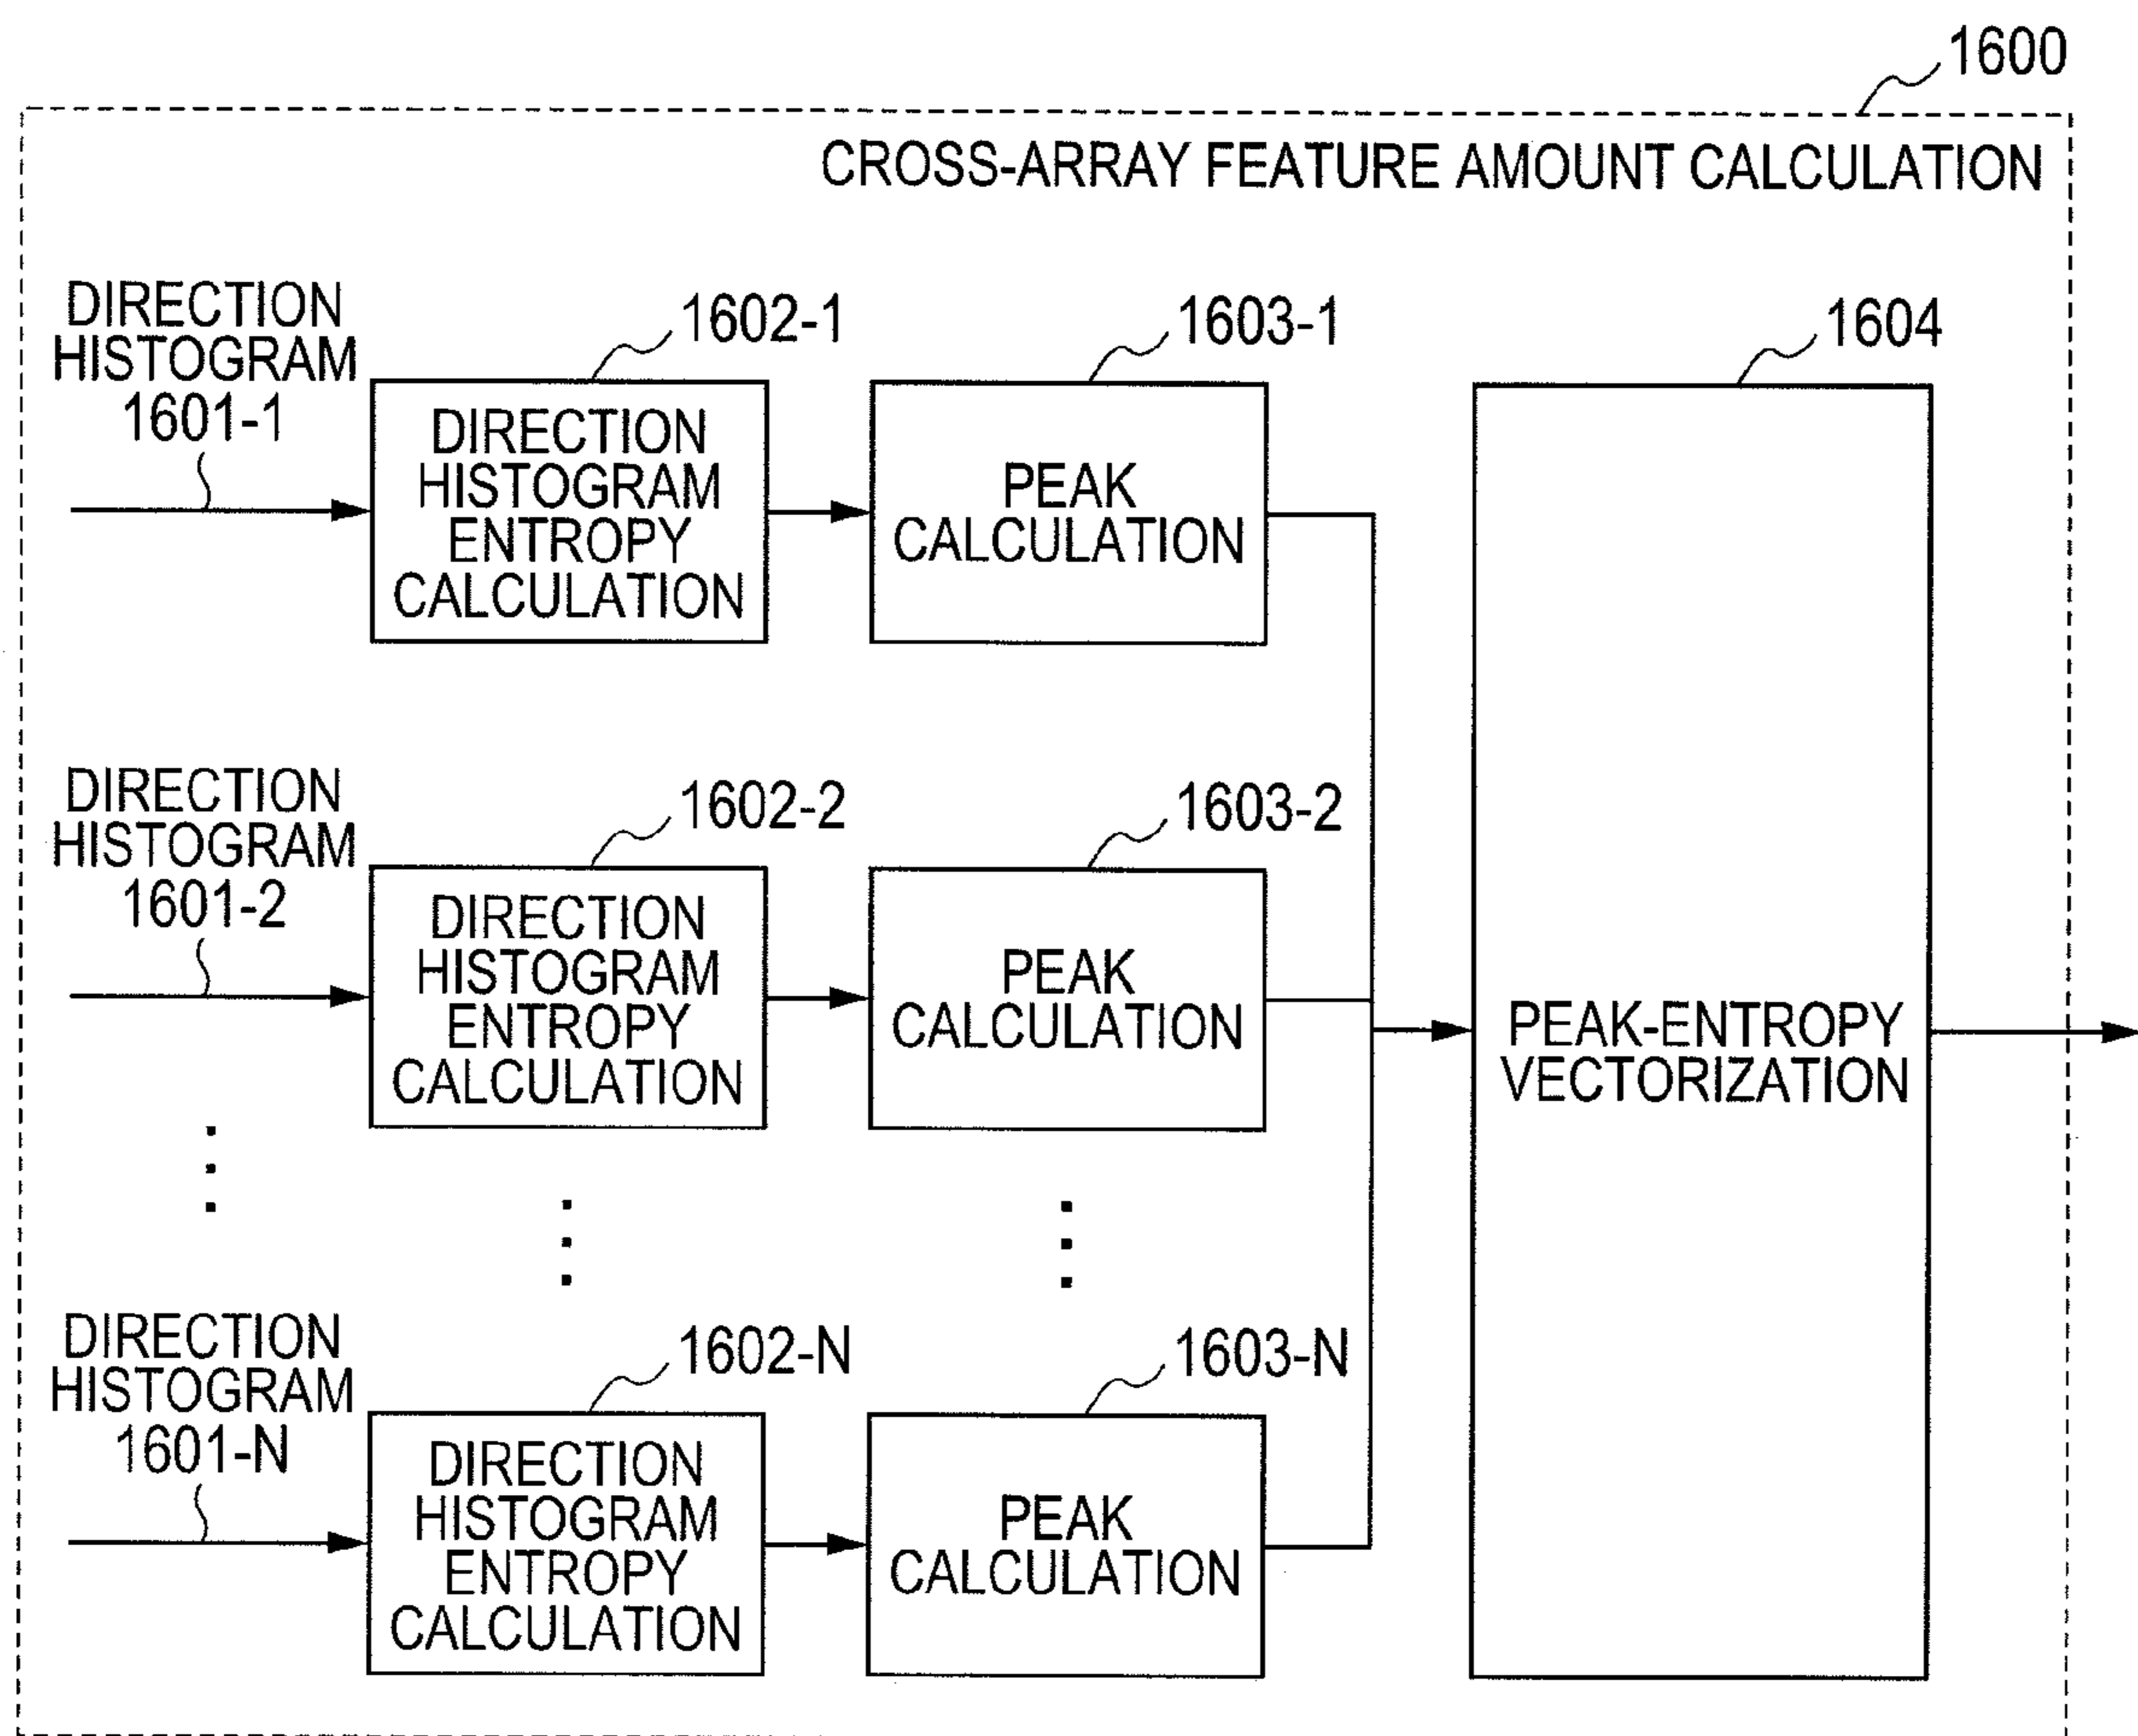 1600
CROSS-ARRAY FEATURE AMOUNT CALCULATION
DIRECTION
HISTOGRAM
1601-1
1602-1
DIRECTION
HISTOGRAM
ENTROPY
CALCULATION
1603-1
PEAK
CALCULATION
1604
PEAK-ENTROPY
VECTORIZATION
DIRECTION
HISTOGRAM
1601-2
1602-2
DIRECTION
HISTOGRAM
ENTROPY
CALCULATION
1603-2
PEAK
CALCULATION
DIRECTION
HISTOGRAM
1601-N
1602-N
DIRECTION
HISTOGRAM
ENTROPY
CALCULATION
1603-N
PEAK
CALCULATION